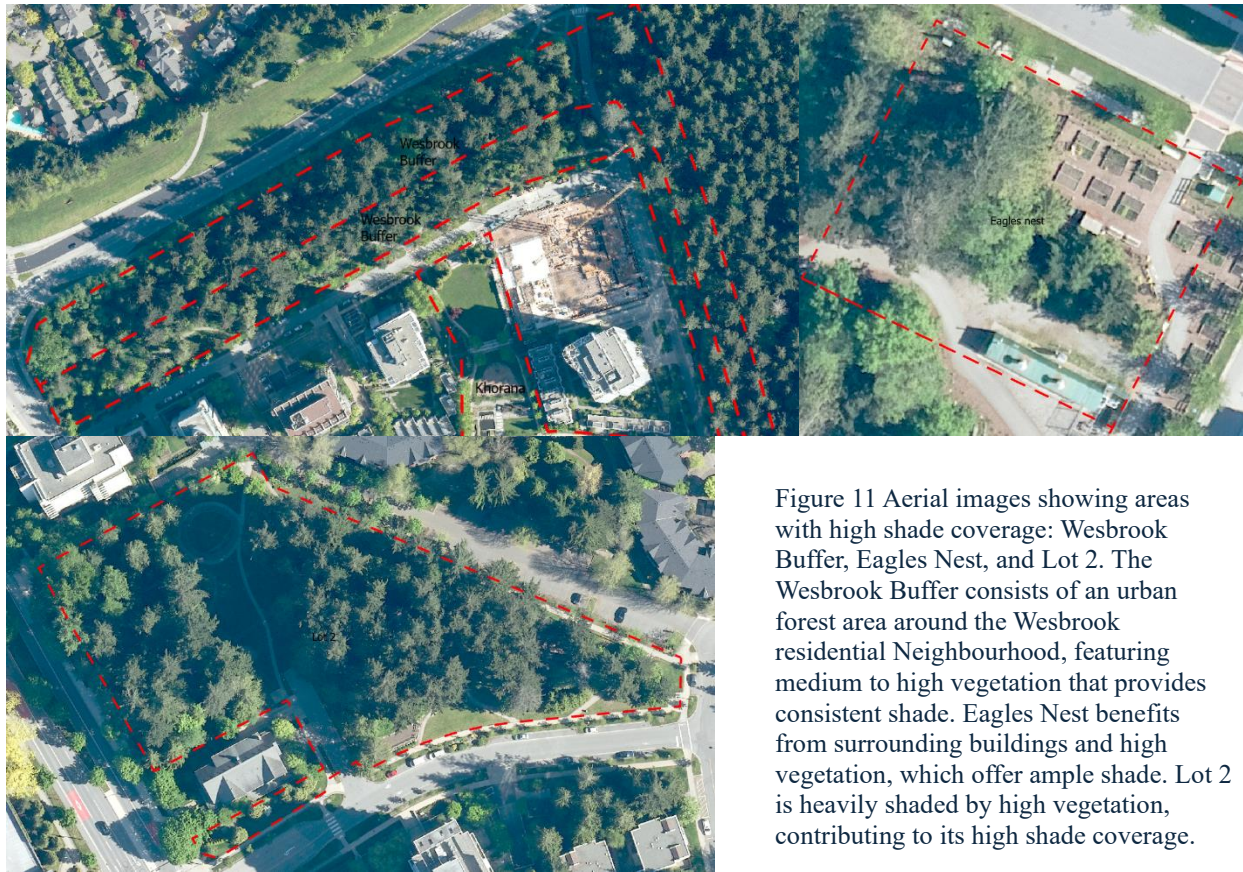 Wesbrook
Buffer
Wesbrook
Buffer
Khorana
Eagles nest
Lot 2
Figure 11 Aerial images showing areas
with high shade coverage: Wesbrook
Buffer, Eagles Nest, and Lot 2. The
Wesbrook Buffer consists of an urban
forest area around the Wesbrook
residential Neighbourhood, featuring
medium to high vegetation that provides
consistent shade. Eagles Nest benefits
from surrounding buildings and high
vegetation, which offer ample shade. Lot 2
is heavily shaded by high vegetation,
contributing to its high shade coverage.